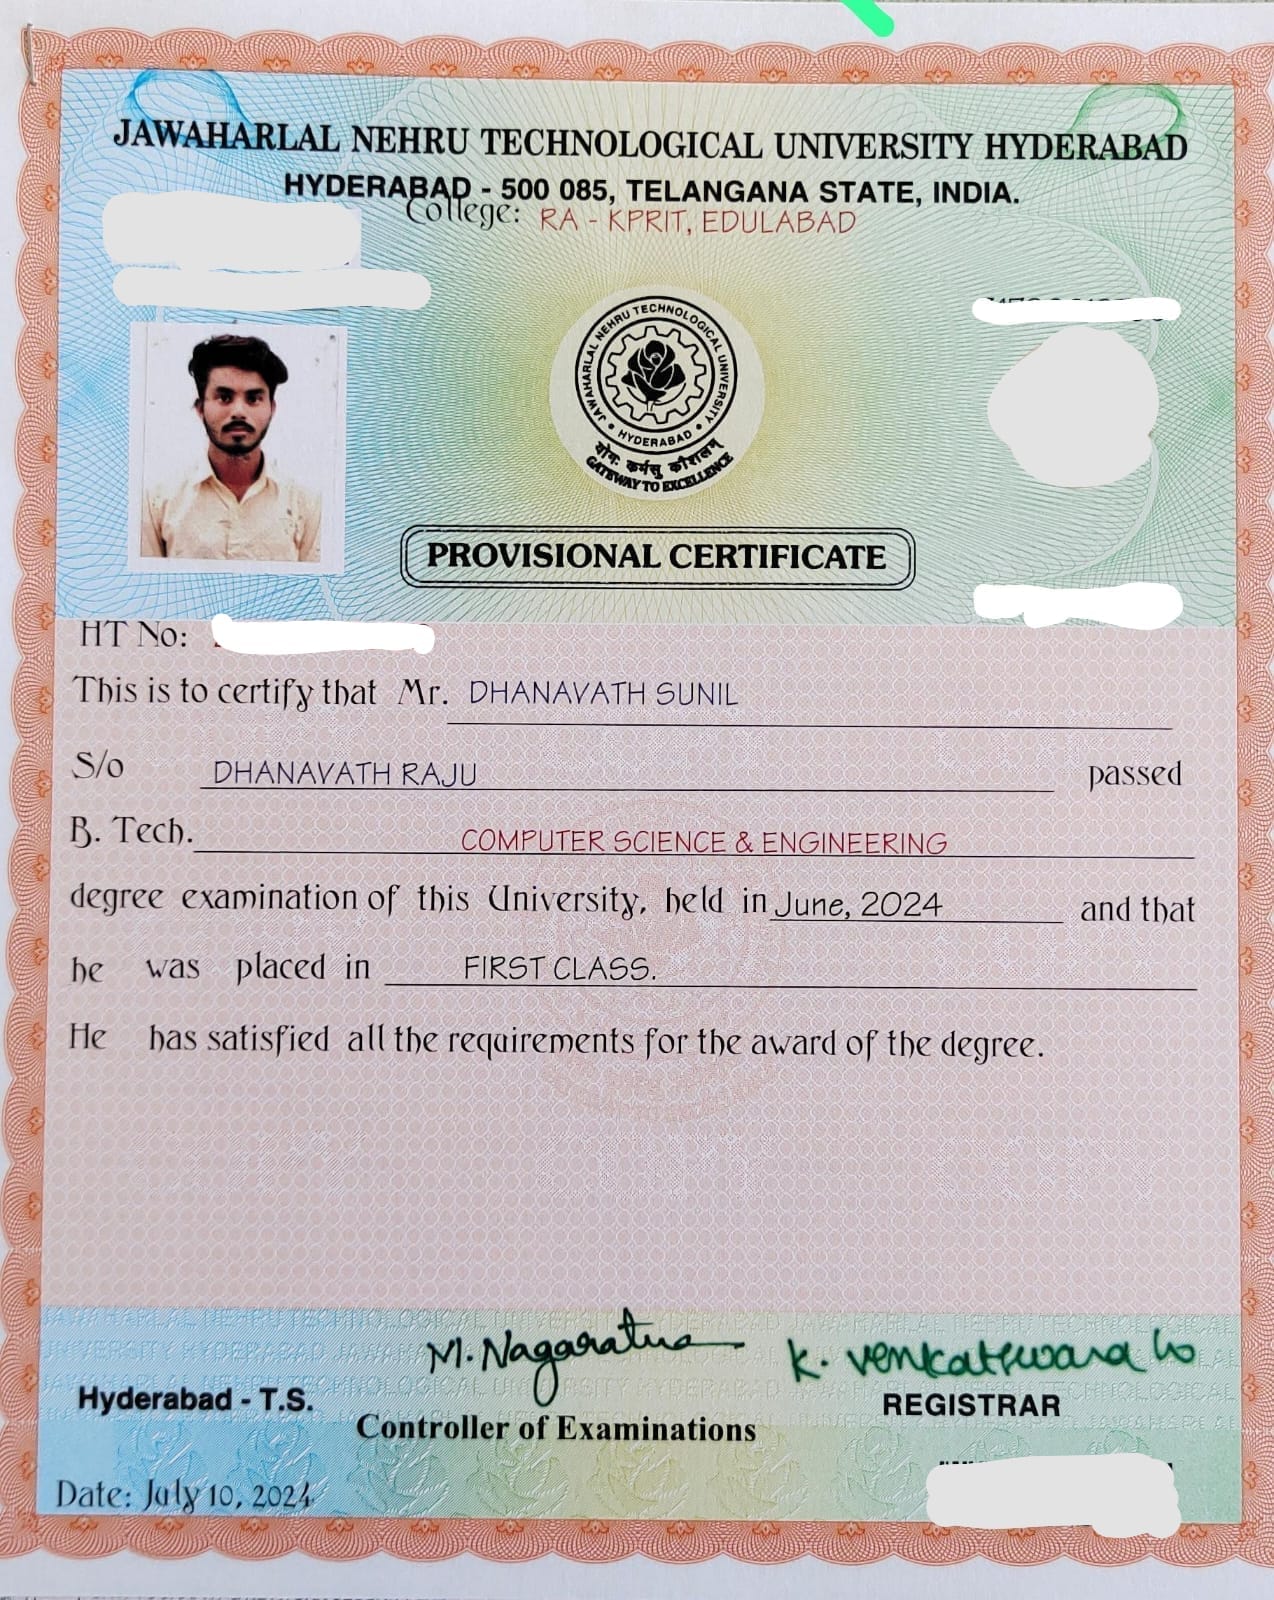 JAWAHARLAL NEHRU TECHNOLOGICAL UNIVERSITY HYDERABAD
HYDERABAD - 500 085, TELANGANA STATE, INDIA.
College: RA - KPRIT, EDULABAD
JAWAHARLAL NEHRU TECHNOLOGICAL UNIVERSITY
HYDERABAD
योगः कर्मसु कौशलम्
GATEWAY TO EXCELLENCE
PROVISIONAL CERTIFICATE
HT No:
This is to certify that Mr. DHANAVATH SUNIL
S/o DHANAVATH RAJU passed
B. Tech. COMPUTER SCIENCE & ENGINEERING
degree examination of this University, held in June, 2024 and that
he was placed in FIRST CLASS.
He has satisfied all the requirements for the award of the degree.
M. Nagaratna K. Venkateswara
Hyderabad - T.S. Controller of Examinations REGISTRAR
Date: July 10, 2024